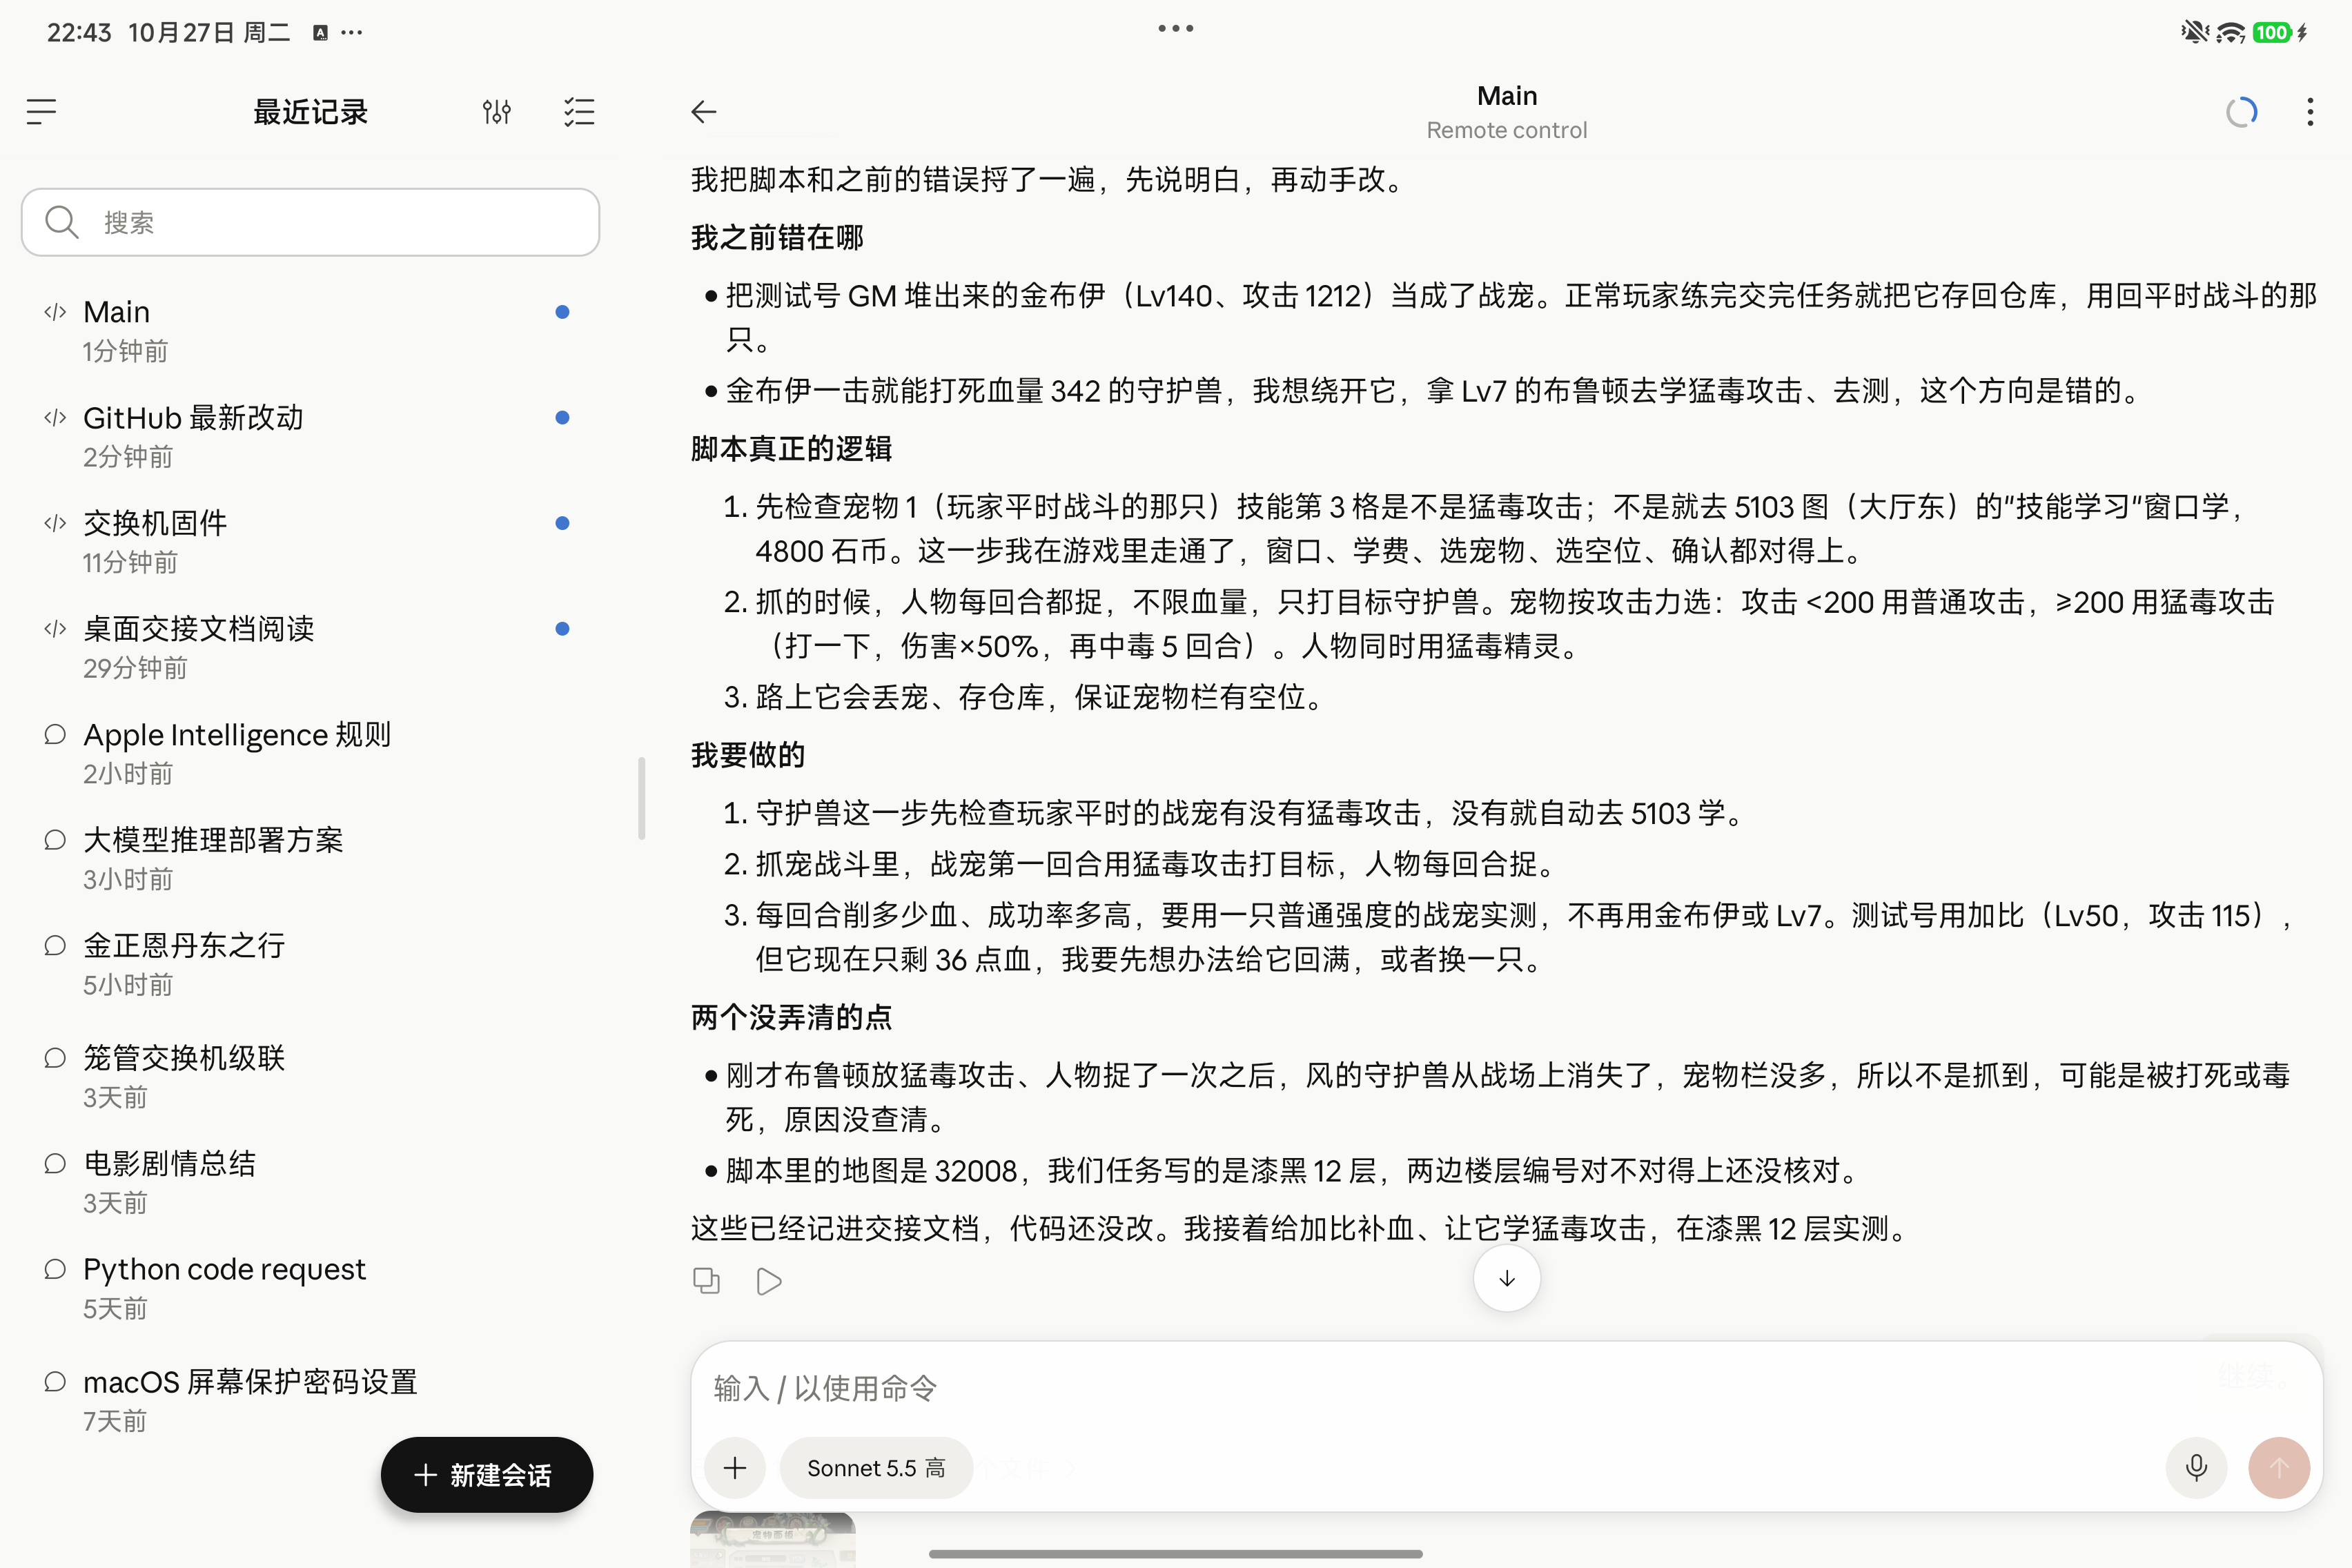 22:43 10月27日 周二
100
最近记录
搜索
Main
1分钟前
GitHub 最新改动
2分钟前
交换机固件
11分钟前
桌面交接文档阅读
29分钟前
Apple Intelligence 规则
2小时前
大模型推理部署方案
3小时前
金正恩丹东之行
5小时前
笼管交换机级联
3天前
电影剧情总结
3天前
Python code request
5天前
macOS 屏幕保护密码设置
7天前
新建会话
Main
Remote control
我把脚本和之前的错误捋了一遍，先说明白，再动手改。
我之前错在哪
把测试号 GM 堆出来的金布伊（Lv140、攻击 1212）当成了战宠。正常玩家练完交完任务就把它存回仓库，用回平时战斗的那
只。
金布伊一击就能打死血量 342 的守护兽，我想绕开它，拿 Lv7 的布鲁顿去学猛毒攻击、去测，这个方向是错的。
脚本真正的逻辑
1. 先检查宠物 1（玩家平时战斗的那只）技能第 3 格是不是猛毒攻击；不是就去 5103 图（大厅东）的"技能学习"窗口学，
4800 石币。这一步我在游戏里走通了，窗口、学费、选宠物、选空位、确认都对得上。
2. 抓的时候，人物每回合都捉，不限血量，只打目标守护兽。宠物按攻击力选：攻击 <200 用普通攻击，≥200 用猛毒攻击
（打一下，伤害×50%，再中毒 5 回合）。人物同时用猛毒精灵。
3. 路上它会丢宠、存仓库，保证宠物栏有空位。
我要做的
1. 守护兽这一步先检查玩家平时的战宠有没有猛毒攻击，没有就自动去 5103 学。
2. 抓宠战斗里，战宠第一回合用猛毒攻击打目标，人物每回合捉。
3. 每回合削多少血、成功率多高，要用一只普通强度的战宠实测，不再用金布伊或 Lv7。测试号用加比（Lv50，攻击 115），
但它现在只剩 36 点血，我要先想办法给它回满，或者换一只。
两个没弄清的点
刚才布鲁顿放猛毒攻击、人物捉了一次之后，风的守护兽从战场上消失了，宠物栏没多，所以不是抓到，可能是被打死或毒
死，原因没查清。
脚本里的地图是 32008，我们任务写的是漆黑 12 层，两边楼层编号对不对得上还没核对。
这些已经记进交接文档，代码还没改。我接着给加比补血、让它学猛毒攻击，在漆黑 12 层实测。
继续。
输入 / 以使用命令
Sonnet 5.5 高